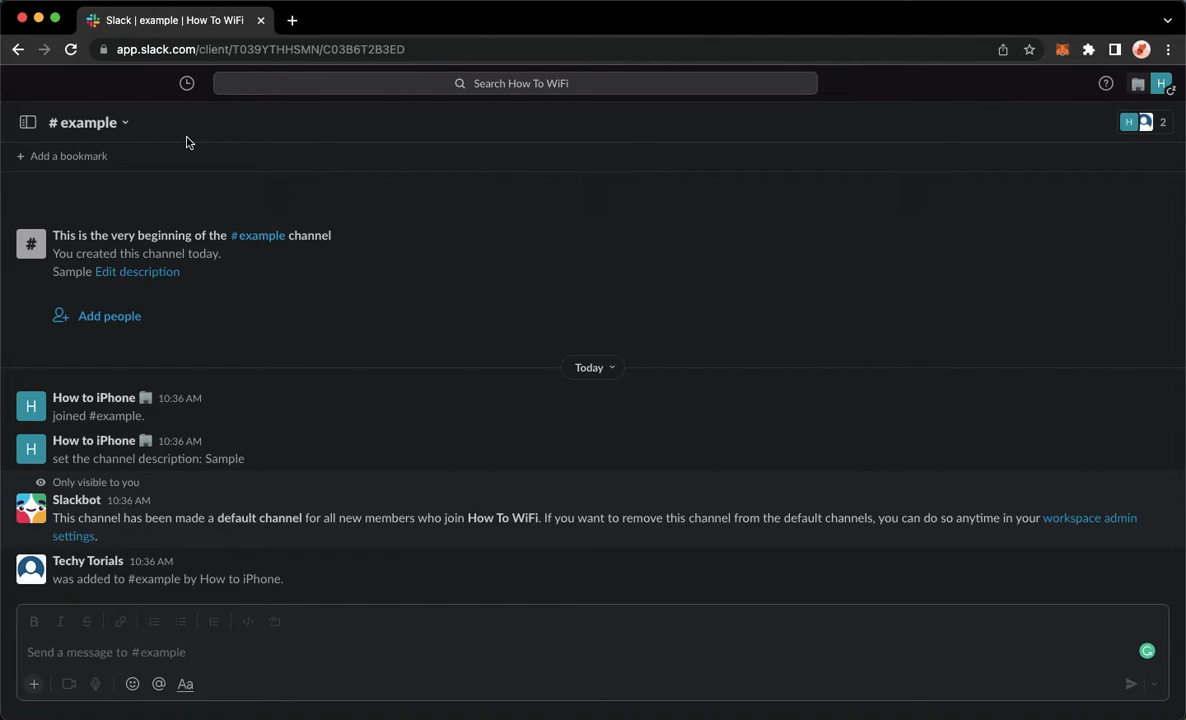 Slack | example | How To WiFi
app.slack.com/client/T039YTHHSMN/C03B6T2B3ED
Search How To WiFi
H
# example
H 2
+ Add a bookmark
# This is the very beginning of the #example channel
You created this channel today.
Sample Edit description
Add people
Today
H How to iPhone 10:36 AM
joined #example.
H How to iPhone 10:36 AM
set the channel description: Sample
Only visible to you
Slackbot 10:36 AM
This channel has been made a default channel for all new members who join How To WiFi. If you want to remove this channel from the default channels, you can do so anytime in your workspace admin
settings.
Techy Torials 10:36 AM
was added to #example by How to iPhone.
B I S
Send a message to #example
+ @ Aa